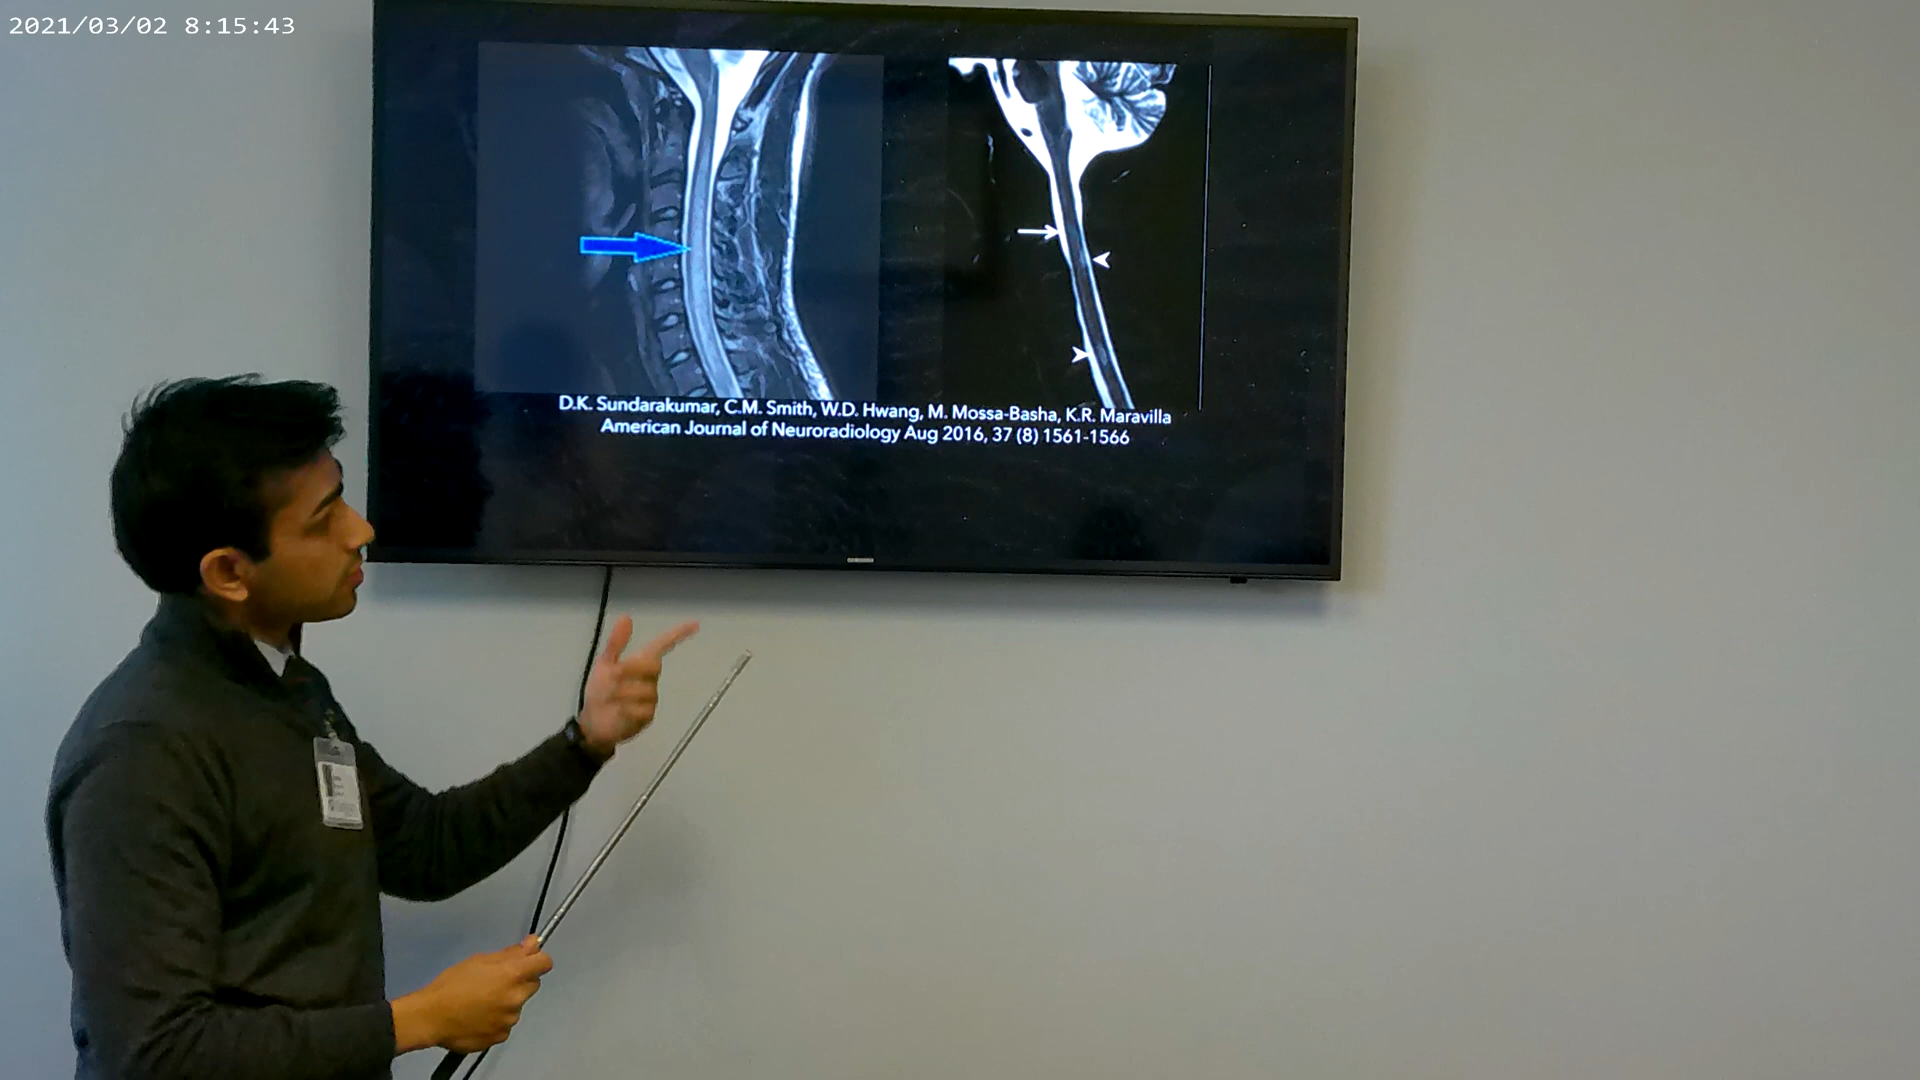 2021/03/02 8:15:43
D.K. Sundarakumar, C.M. Smith, W.D. Hwang, M. Mossa-Basha, K.R. Maravilla
American Journal of Neuroradiology Aug 2016, 37 (8) 1561-1566